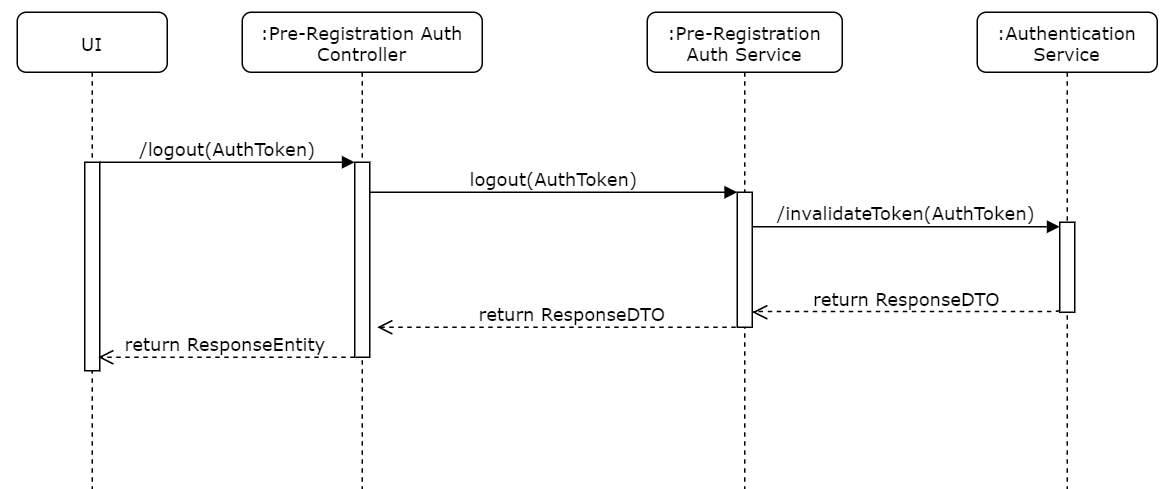 UI
:Pre-Registration Auth
Controller
:Pre-Registration
Auth Service
:Authentication
Service
/logout(AuthToken)
logout(AuthToken)
/invalidateToken(AuthToken)
return ResponseDTO
return ResponseDTO
return ResponseEntity